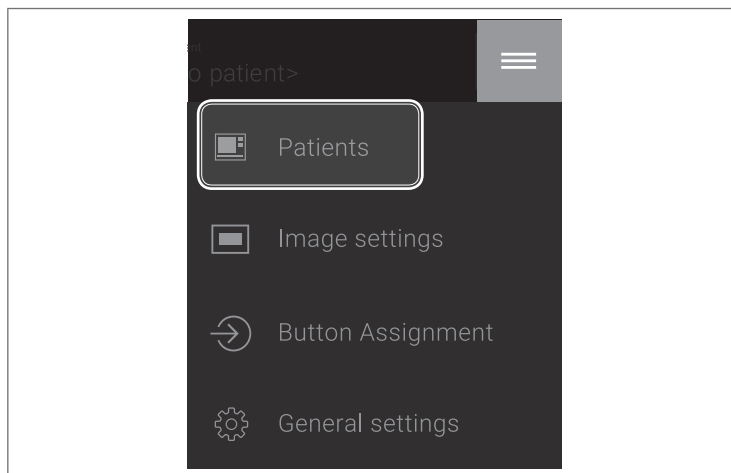 o patient>
Patients
Image settings
Button Assignment
General settings